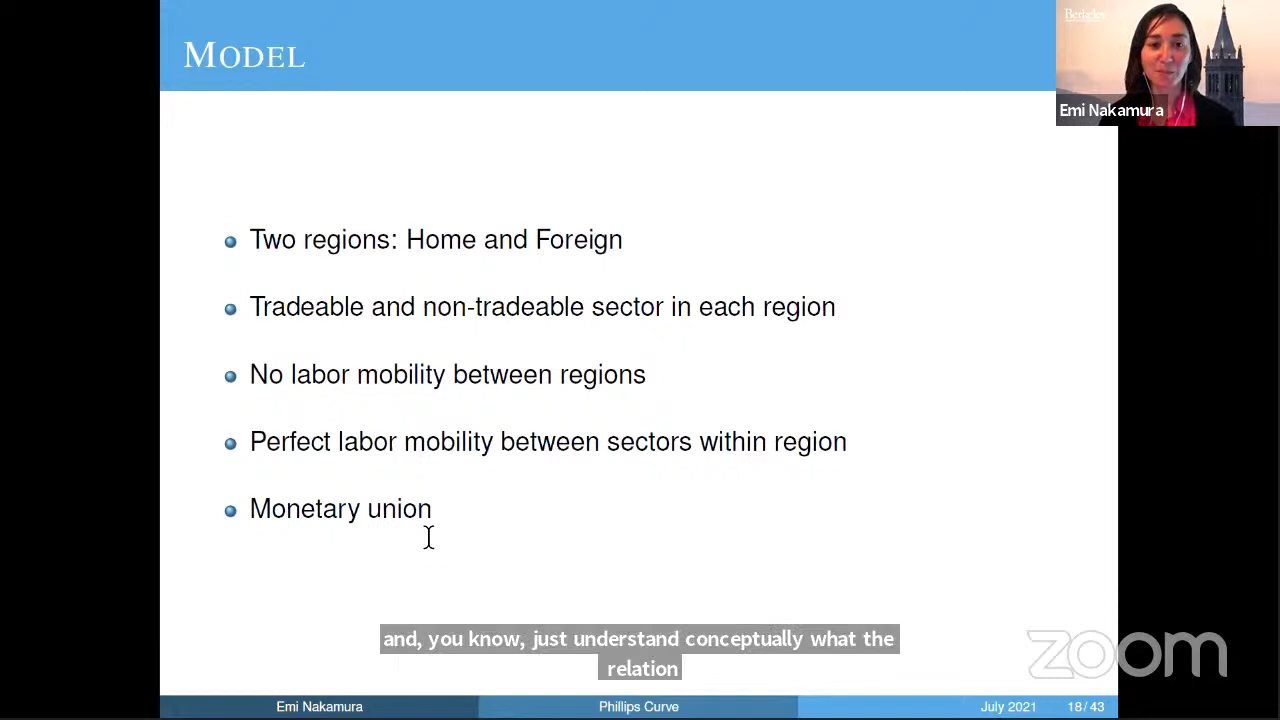 MODEL
Berkeley
Emi Nakamura
Two regions: Home and Foreign
Tradeable and non-tradeable sector in each region
No labor mobility between regions
Perfect labor mobility between sectors within region
Monetary union
and, you know, just understand conceptually what the
relation
zoom
Emi Nakamura
Phillips Curve
July 2021
18/43